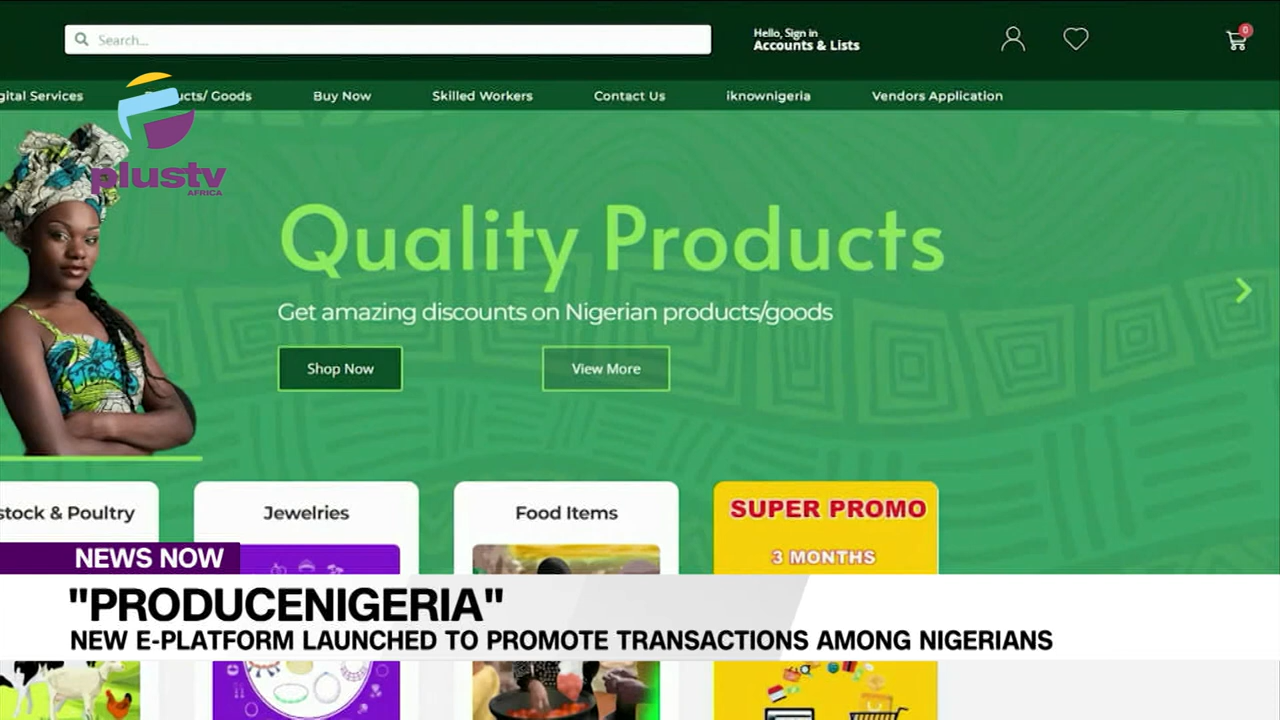 Search...
Hello, Sign in
Accounts & Lists
0
gital Services
ucts/ Goods
Buy Now
Skilled Workers
Contact Us
iknownigeria
Vendors Application
plustv
AFRICA
Quality Products
Get amazing discounts on Nigerian products/goods
Shop Now
View More
stock & Poultry
Jewelries
Food Items
SUPER PROMO
3 MONTHS
NEWS NOW
"PRODUCENIGERIA"
NEW E-PLATFORM LAUNCHED TO PROMOTE TRANSACTIONS AMONG NIGERIANS